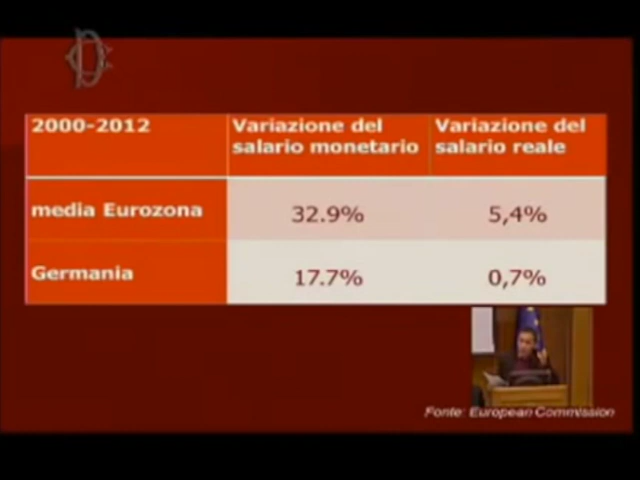 2000-2012
Variazione del
salario monetario
Variazione del
salario reale
media Eurozona
32.9%
5,4%
Germania
17.7%
0,7%
Fonte: European Commission